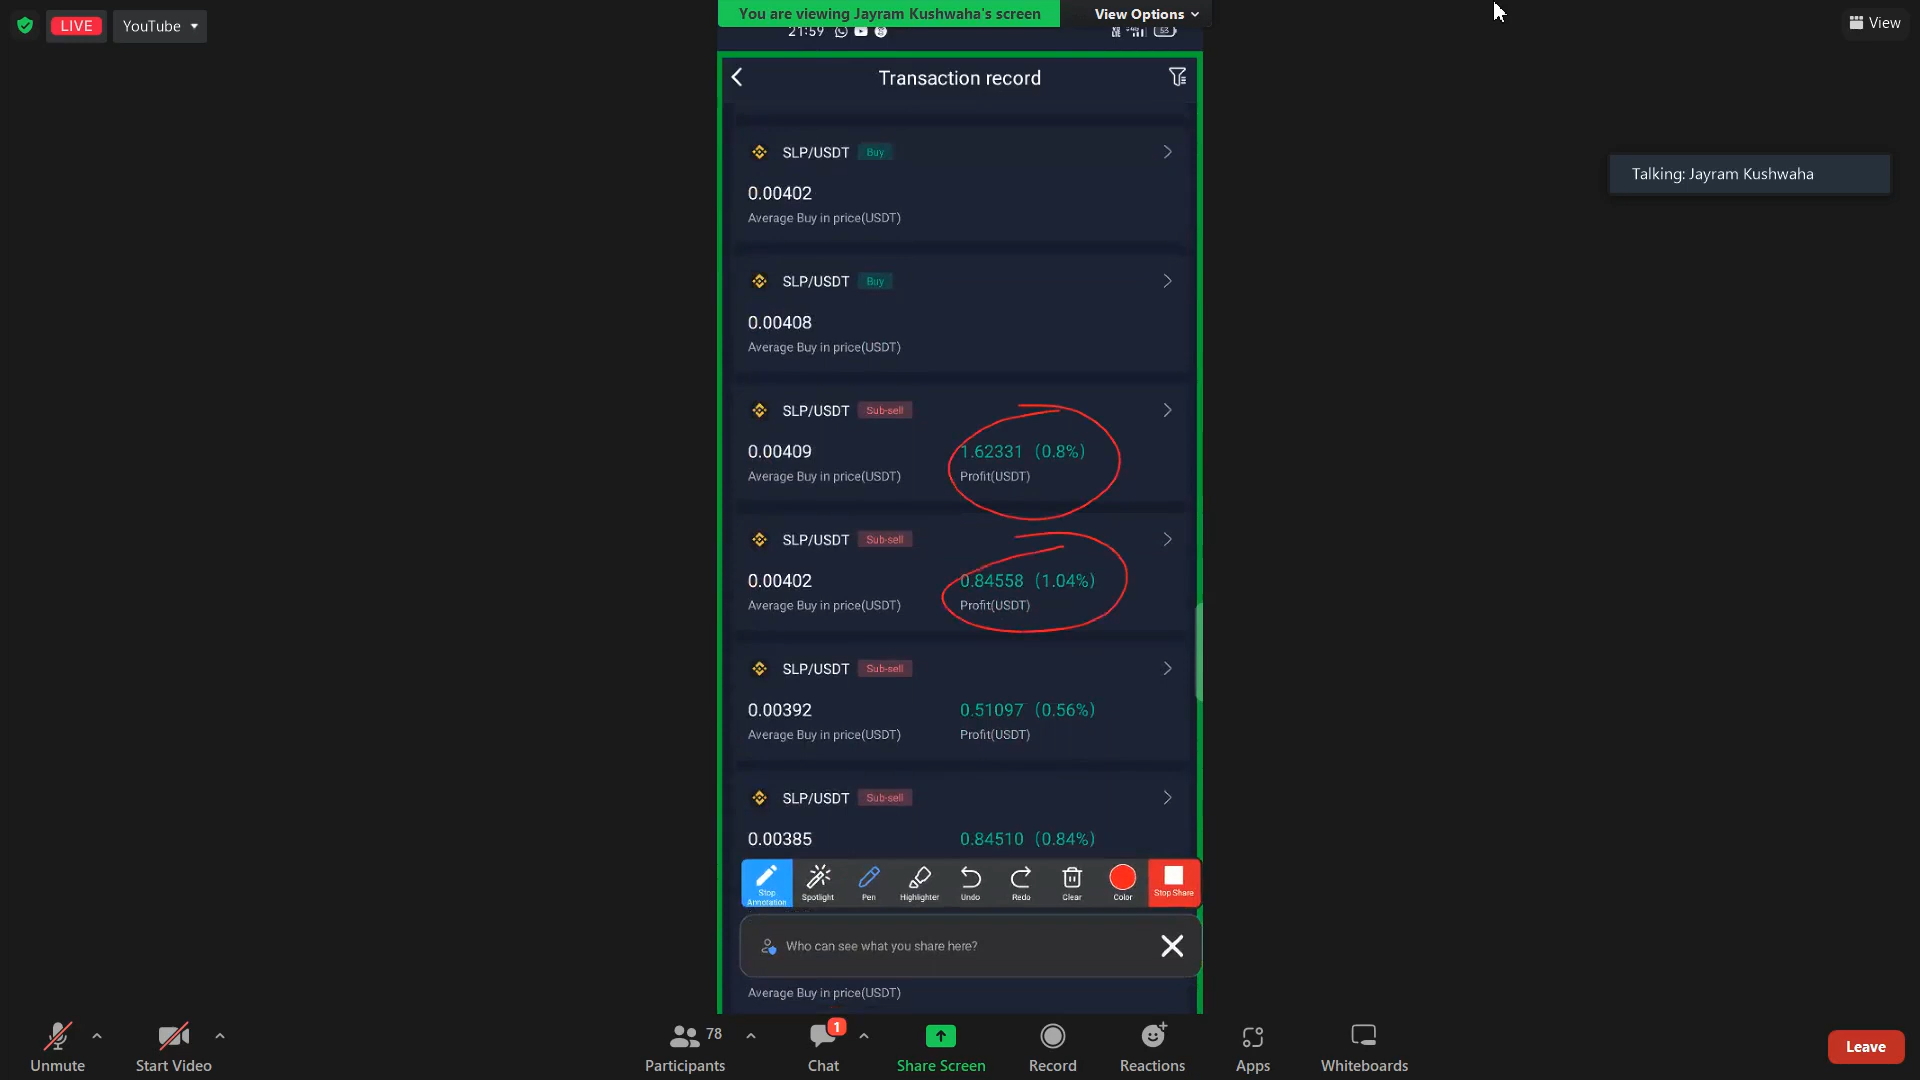 LIVE
YouTube
You are viewing Jayram Kushwaha's screen
View Options
View
21:59
53
Transaction record
Talking: Jayram Kushwaha
SLP/USDT Buy
0.00402
Average Buy in price(USDT)
SLP/USDT Buy
0.00408
Average Buy in price(USDT)
SLP/USDT Sub-sell
0.00409 1.62331 (0.8%)
Average Buy in price(USDT) Profit(USDT)
SLP/USDT Sub-sell
0.00402 0.84558 (1.04%)
Average Buy in price(USDT) Profit(USDT)
SLP/USDT Sub-sell
0.00392 0.51097 (0.56%)
Average Buy in price(USDT) Profit(USDT)
SLP/USDT Sub-sell
0.00385 0.84510 (0.84%)
Stop Annotation
Spotlight
Pen
Highlighter
Undo
Redo
Clear
Color
Stop Share
Who can see what you share here?
Average Buy in price(USDT)
Unmute
Start Video
78
Participants
1
Chat
Share Screen
Record
Reactions
Apps
Whiteboards
Leave